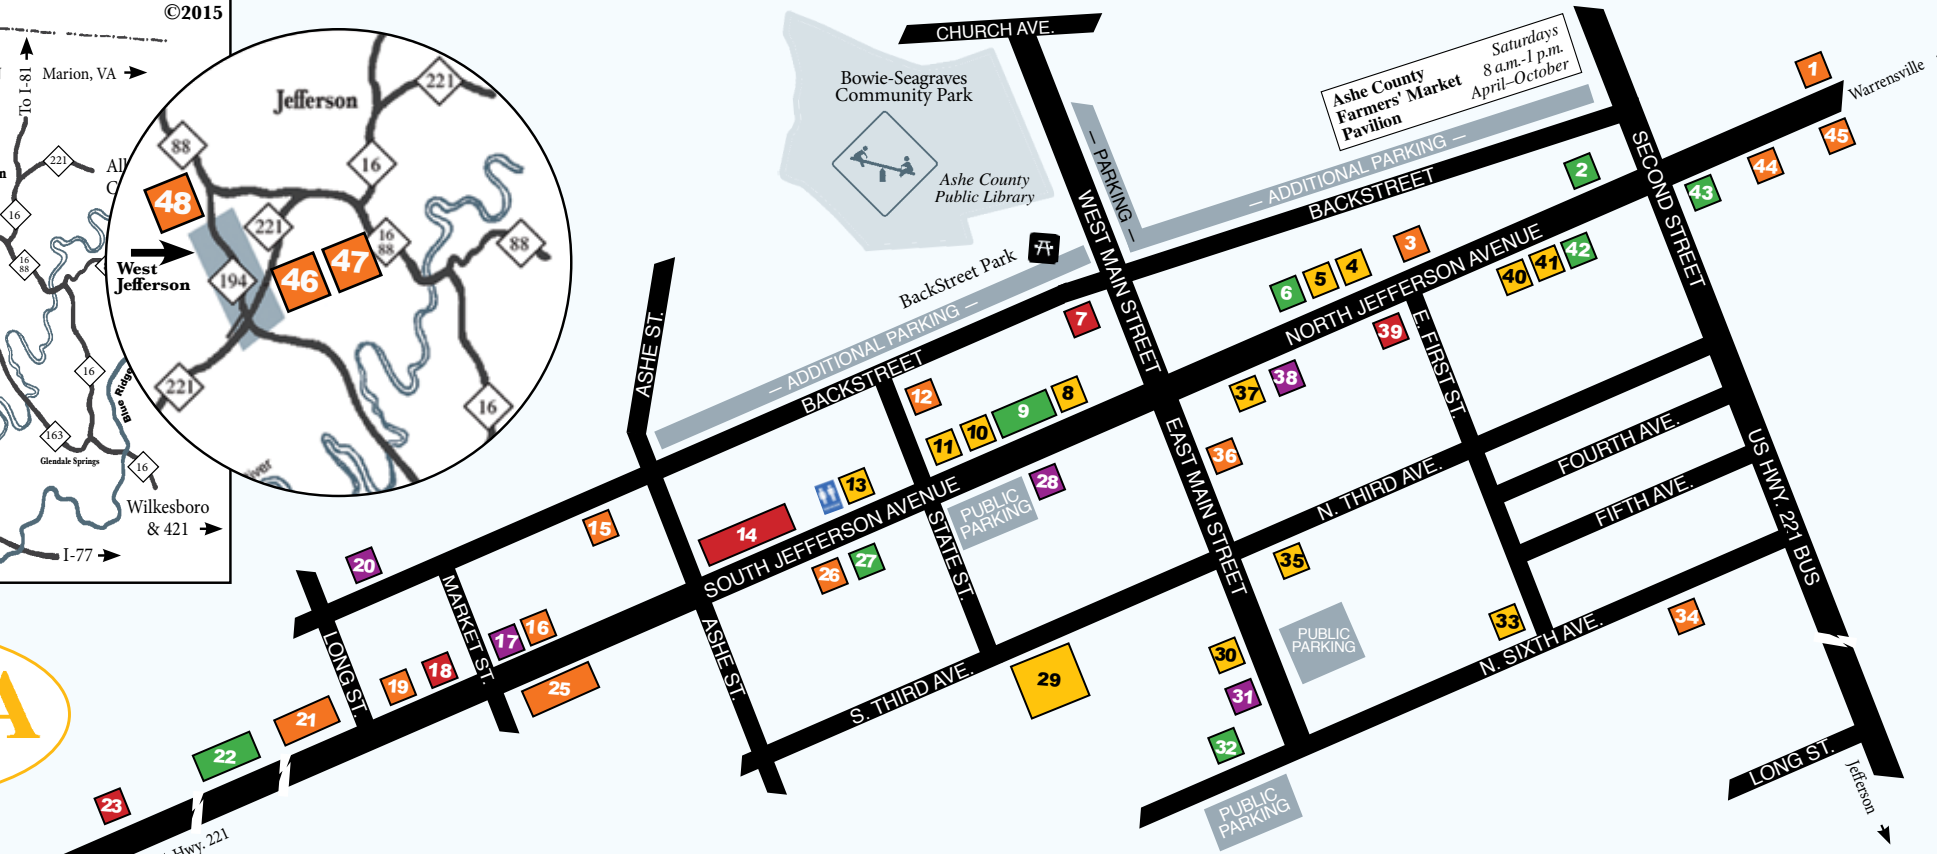 ©2015
To I-81
Marion, VA
221
All
C
n
16
16
88
16
Blue Ridge
163
Glendale Springs
16
Wilkesboro
& 421
I-77
Jefferson
221
88
16
48
221
16
88
88
West
Jefferson
194
46
47
221
16
iver
A
CHURCH AVE.
Bowie-Seagraves
Community Park
Ashe County
Public Library
BackStreet Park
— PARKING —
Ashe County
Farmers' Market
Pavilion
Saturdays
8 a.m.-1 p.m.
April–October
— ADDITIONAL PARKING —
BACKSTREET
WEST MAIN STREET
SECOND STREET
Warrensville
1
45
44
43
2
3
4
5
6
42
41
40
NORTH JEFFERSON AVENUE
7
39
38
37
E. FIRST ST.
ASHE ST.
— ADDITIONAL PARKING —
BACKSTREET
12
8
9
10
11
13
14
SOUTH JEFFERSON AVENUE
28
PUBLIC
PARKING
36
EAST MAIN STREET
N. THIRD AVE.
FOURTH AVE.
FIFTH AVE.
US HWY. 221 BUS
15
20
26
27
STATE ST.
35
MARKET ST.
LONG ST.
17
16
18
19
25
21
22
23
Hwy. 221
ASHE ST.
S. THIRD AVE.
29
30
31
32
PUBLIC
PARKING
33
34
N. SIXTH AVE.
PUBLIC
PARKING
LONG ST.
Jefferson